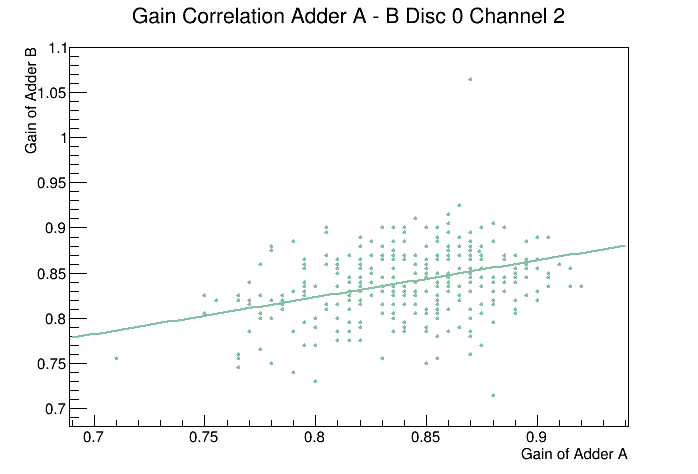 Gain Correlation Adder A - B Disc 0 Channel 2
Gain of Adder B
1.1
1.05
1
0.95
0.9
0.85
0.8
0.75
0.7
0.7 0.75 0.8 0.85 0.9
Gain of Adder A